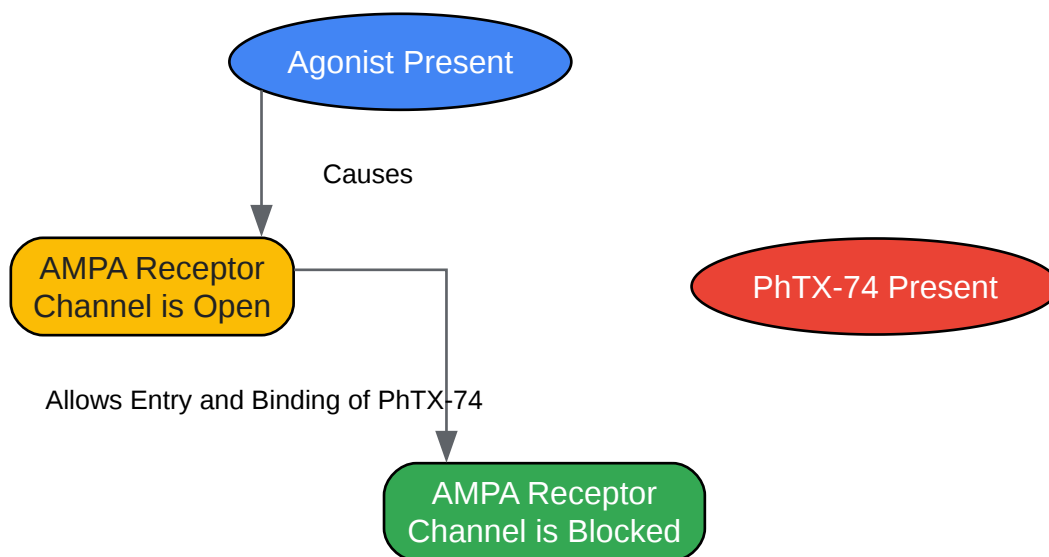 Agonist Present
Causes
AMPA Receptor
Channel is Open
PhTX-74 Present
Allows Entry and Binding of PhTX-74
AMPA Receptor
Channel is Blocked